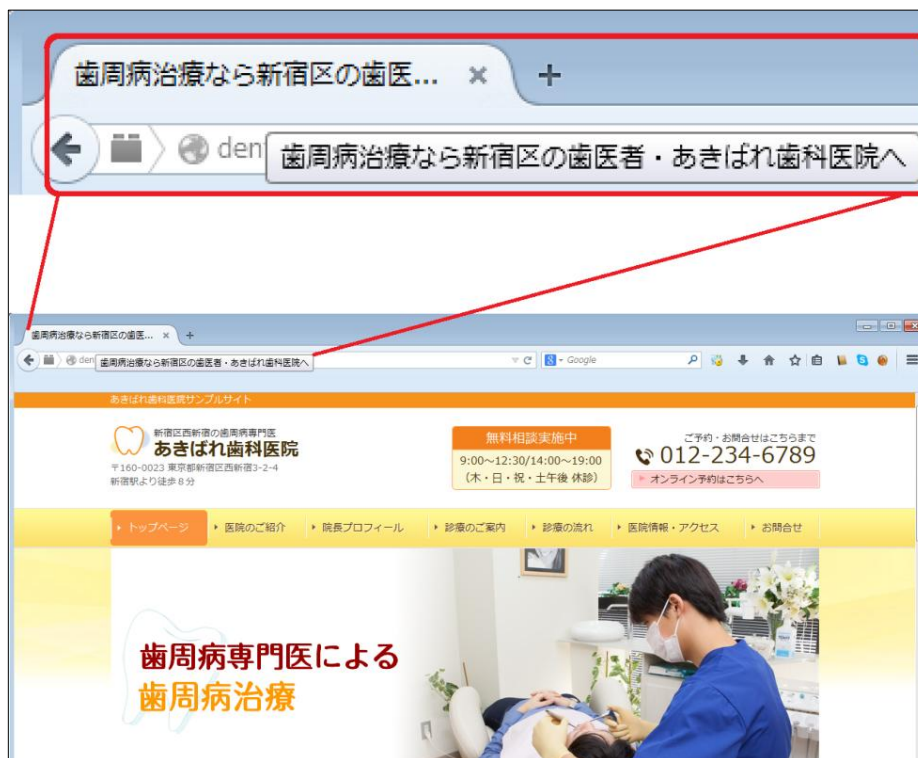 歯周病治療なら新宿区の歯医...
den
歯周病治療なら新宿区の歯医者・あきばれ歯科医院へ
歯周病治療なら新宿区の歯医...
den
歯周病治療なら新宿区の歯医者・あきばれ歯科医院へ
Google
あきばれ歯科医院サンプルサイト
新宿区西新宿の歯周病専門医
あきばれ歯科医院
〒160-0023 東京都新宿区西新宿3-2-4
新宿駅より徒歩8分
無料相談実施中
9:00~12:30/14:00~19:00
(木・日・祝・土午後 休診)
ご予約・お問合せはこちらまで
012-234-6789
オンライン予約はこちらへ
トップページ 医院のご紹介 院長プロフィール 診療のご案内 診療の流れ 医院情報・アクセス お問合せ
歯周病専門医による
歯周病治療